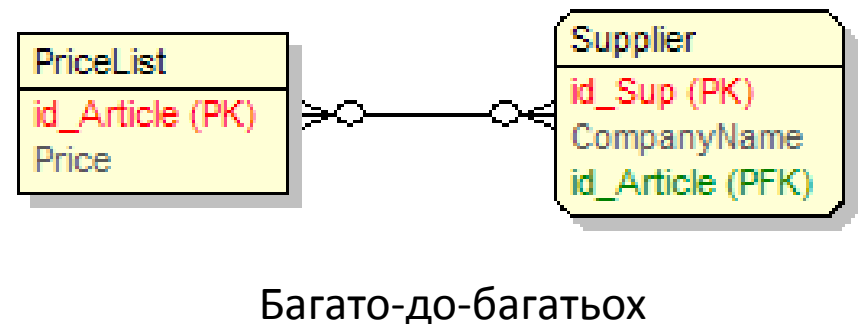 PriceList
id_Article (PK)
Price
Supplier
id_Sup (PK)
CompanyName
id_Article (PFK)
Багато-до-багатьох